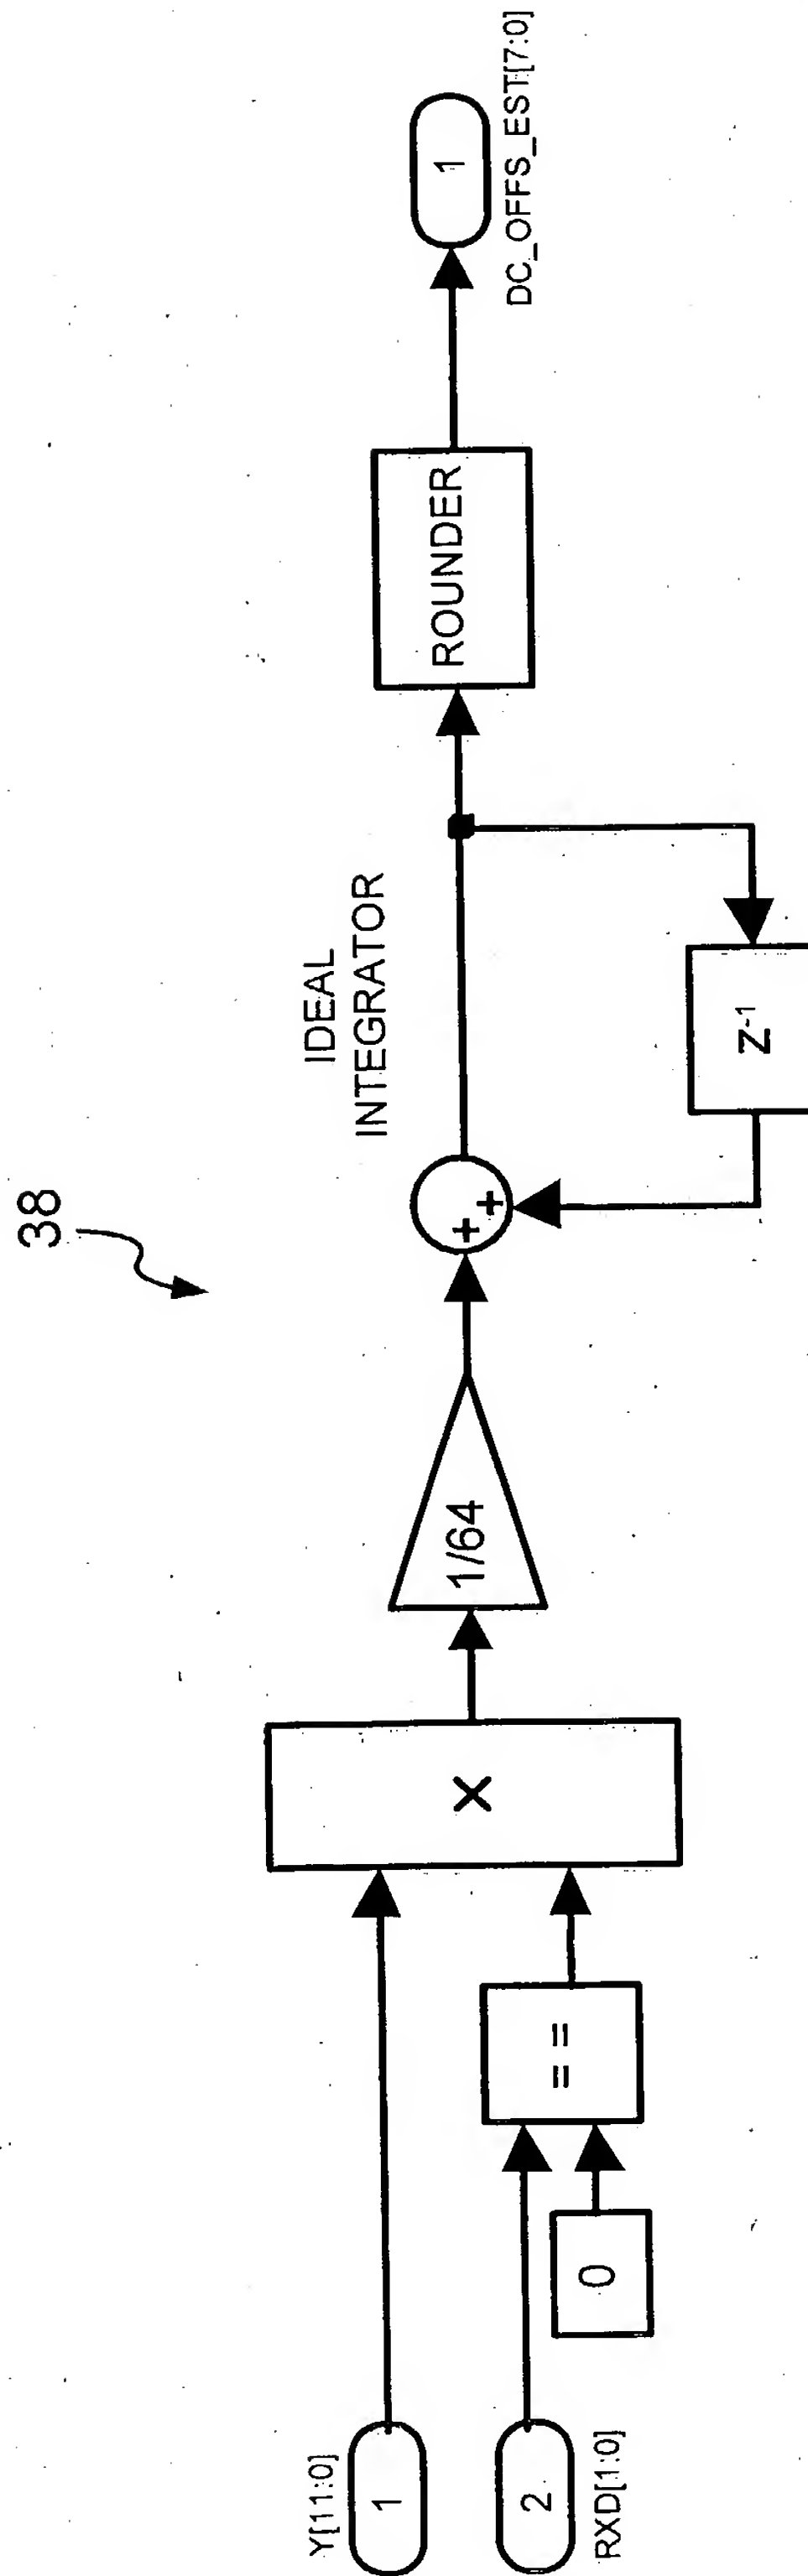 38
Y[11:0]
1
2
RXD[1:0]
0
= =
X
1/64
+
+
IDEAL
INTEGRATOR
Z-1
ROUNDER
1
DC_OFFS_EST[7:0]